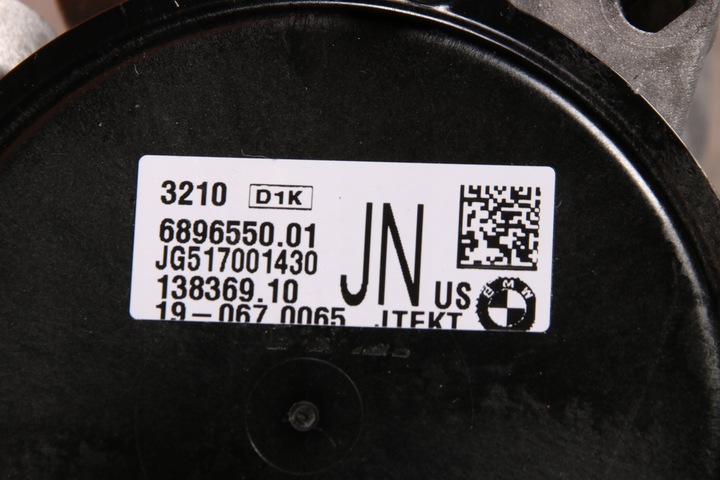 3210 D1K
6896550.01
JG517001430
138369.10
19-067 0065 JTEKT
JN
US
BMW